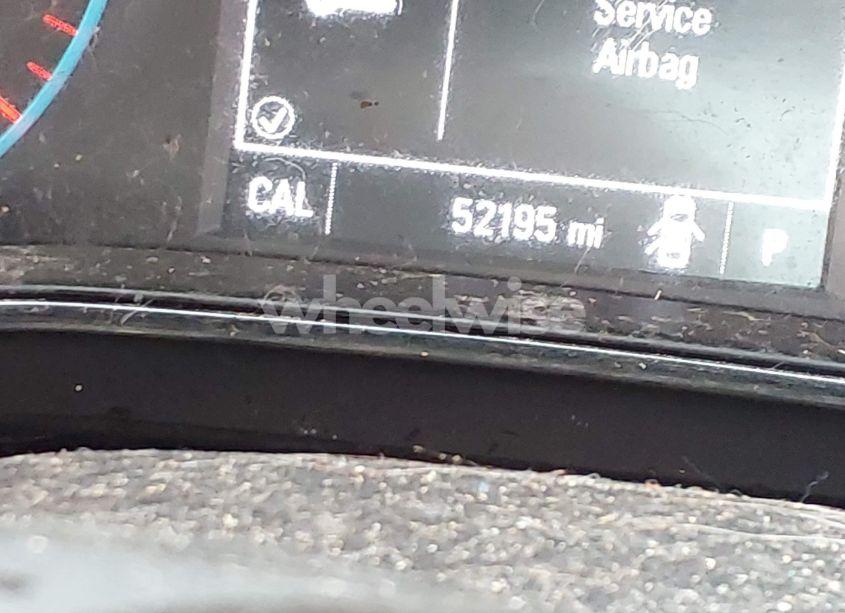 Service
Airbag
CAL
52195 mi
P
wheelwise